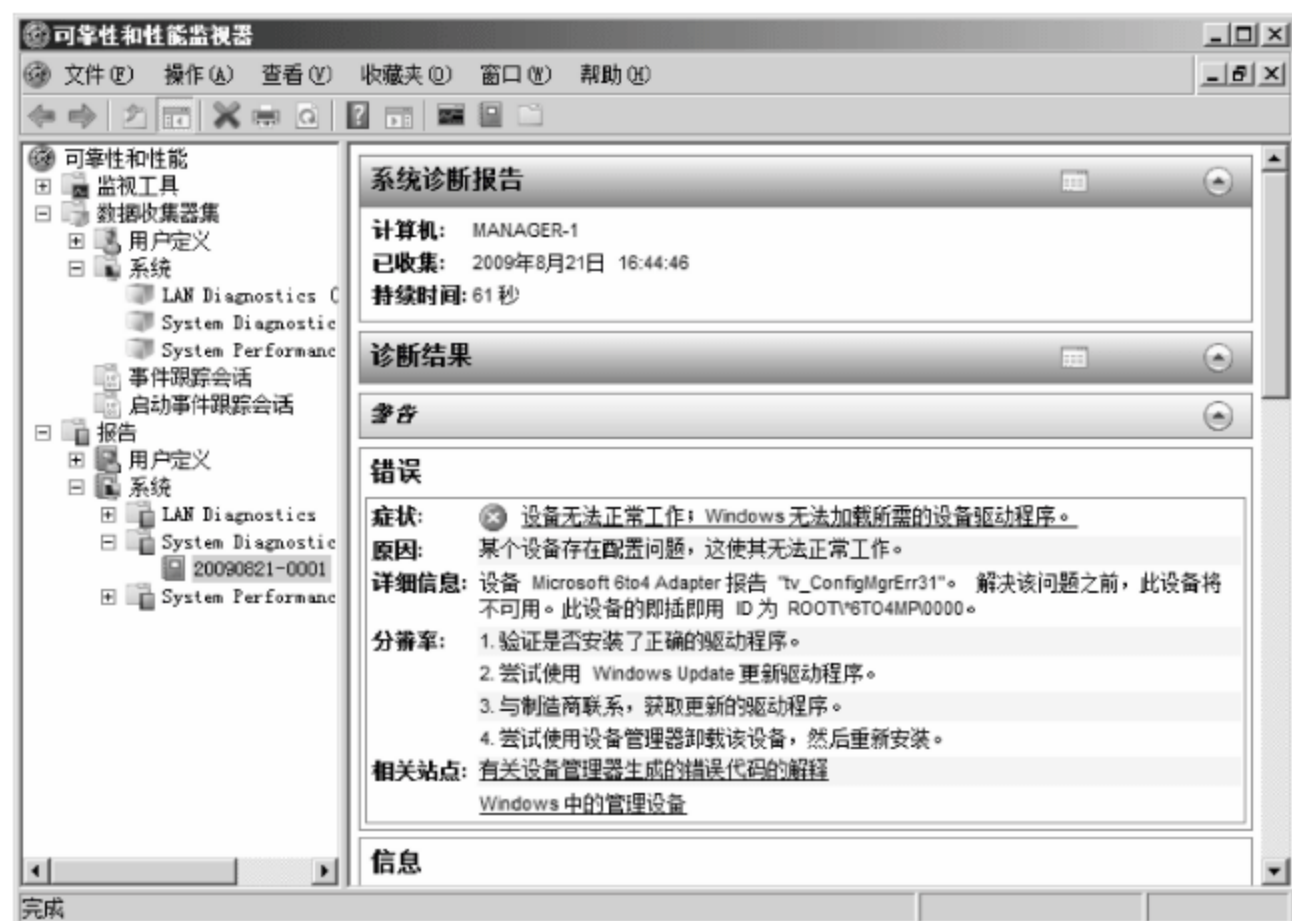 可靠性和性能监视器
文件(F) 操作(A) 查看(V) 收藏夹(O) 窗口(W) 帮助(H)
可靠性和性能
监视工具
数据收集器集
用户定义
系统
LAN Diagnostics (
System Diagnostic
System Performanc
事件跟踪会话
启动事件跟踪会话
报告
用户定义
系统
LAN Diagnostics
System Diagnostic
20090821-0001
System Performanc
系统诊断报告
计算机: MANAGER-1
已收集: 2009年8月21日 16:44:46
持续时间: 61 秒
诊断结果
警告
错误
症状: 设备无法正常工作；Windows 无法加载所需的设备驱动程序。
原因: 某个设备存在配置问题，这使其无法正常工作。
详细信息: 设备 Microsoft 6to4 Adapter 报告 "tv_ConfigMgrErr31"。 解决该问题之前，此设备将
不可用。此设备的即插即用 ID 为 ROOT\*6TO4MP\0000。
分辨率: 1. 验证是否安装了正确的驱动程序。
2. 尝试使用 Windows Update 更新驱动程序。
3. 与制造商联系，获取更新的驱动程序。
4. 尝试使用设备管理器卸载该设备，然后重新安装。
相关站点: 有关设备管理器生成的错误代码的解释
Windows 中的管理设备
信息
完成